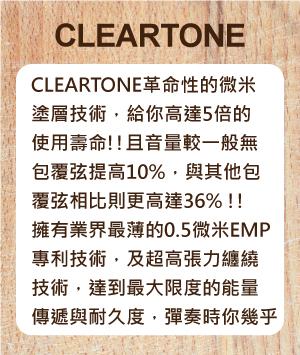 CLEARTONE
CLEARTONE革命性的微米
塗層技術，給你高達5倍的
使用壽命!!且音量較一般無
包覆弦提高10%，與其他包
覆弦相比則更高達36% !!
擁有業界最薄的0.5微米EMP
專利技術，及超高張力纏繞
技術，達到最大限度的能量
傳遞與耐久度，彈奏時你幾乎